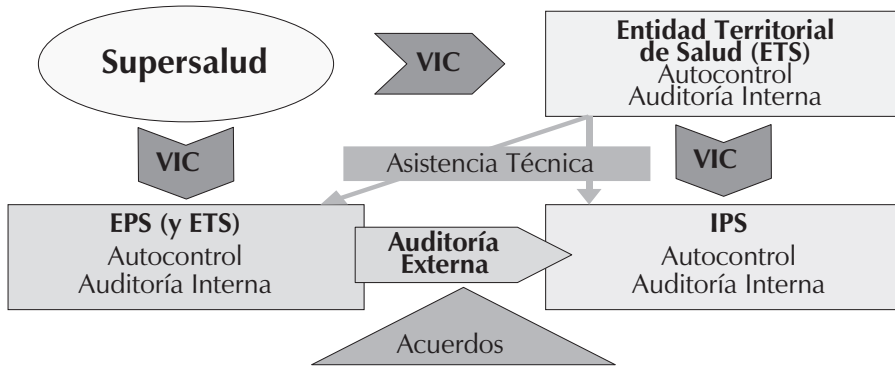 Supersalud
VIC
Entidad Territorial
de Salud (ETS)
Autocontrol
Auditoría Interna
VIC
Asistencia Técnica
VIC
EPS (y ETS)
Autocontrol
Auditoría Interna
Auditoría
Externa
IPS
Autocontrol
Auditoría Interna
Acuerdos